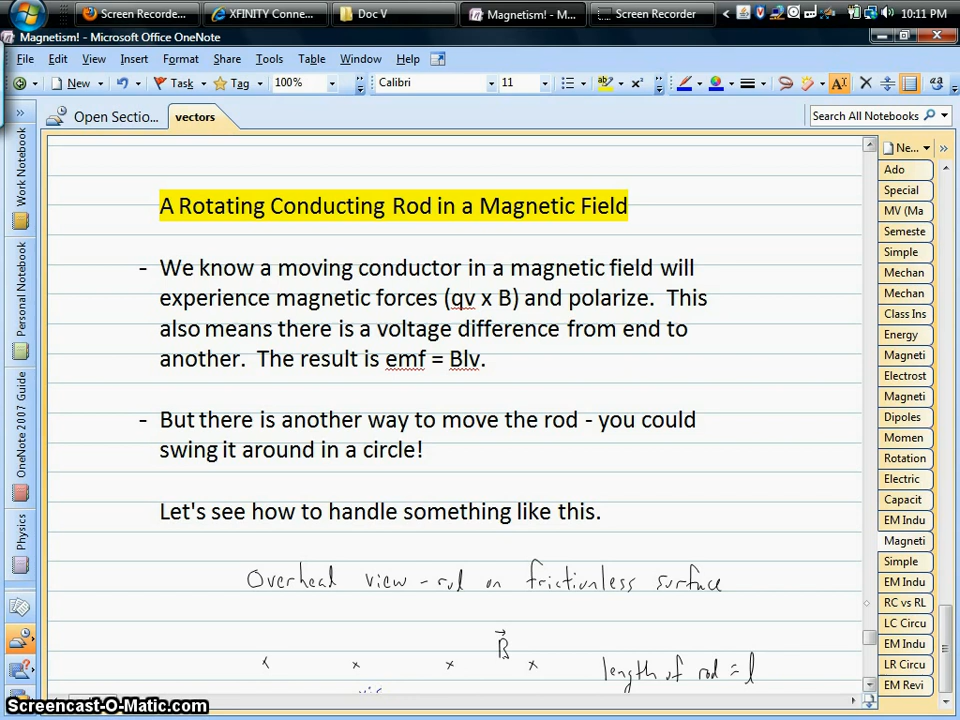 Screen Recorde...
XFINITY Conne...
Doc V
Magnetism! - M...
Screen Recorder
10:11 PM
Magnetism! - Microsoft Office OneNote
File Edit View Insert Format Share Tools Table Window Help
New Task Tag 100% Calibri 11
Open Sectio... vectors
Search All Notebooks
Work Notebook
Personal Notebook
OneNote 2007 Guide
Physics
A Rotating Conducting Rod in a Magnetic Field
- We know a moving conductor in a magnetic field will
experience magnetic forces (qv x B) and polarize. This
also means there is a voltage difference from end to
another. The result is emf = Blv.
- But there is another way to move the rod - you could
swing it around in a circle!
Let's see how to handle something like this.
Overhead view - rod on frictionless surface
B
x x x x length of rod = l
Ne...
Ado
Special
MV (Ma
Semeste
Simple
Mechan
Mechan
Class Ins
Energy
Magneti
Electrost
Magneti
Dipoles
Momen
Rotation
Electric
Capacit
EM Indu
Magneti
Simple
EM Indu
RC vs RL
LC Circu
EM Indu
LR Circu
EM Revi
Screencast-O-Matic.com